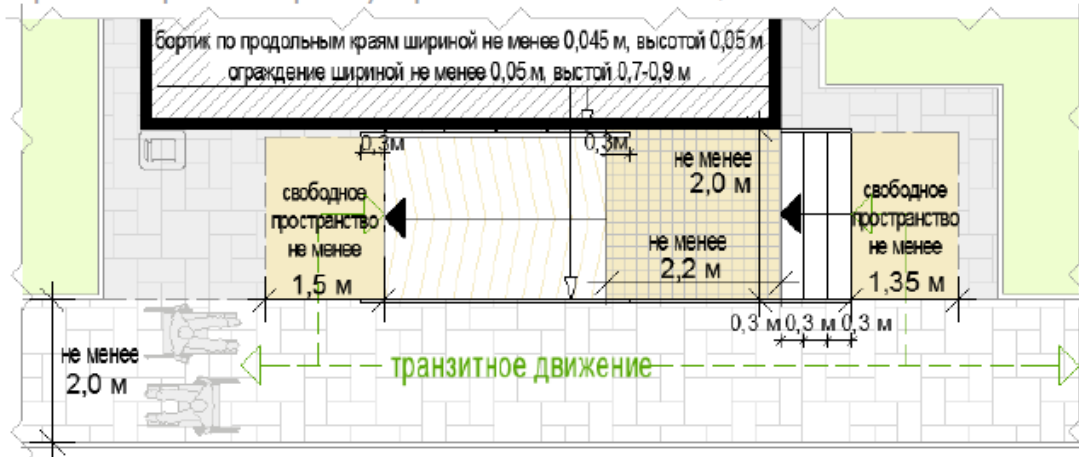 бортик по продольным краям шириной не менее 0,045 м, высотой 0,05 м
ограждение шириной не менее 0,05 м, выстой 0,7-0,9 м
0,3м
0,3м
не менее
2,0 м
свободное
пространство
не менее
1,5 м
не менее
2,2 м
свободное
пространство
не менее
1,35 м
0,3 м 0,3 м 0,3 м
не менее
2,0 м
транзитное движение